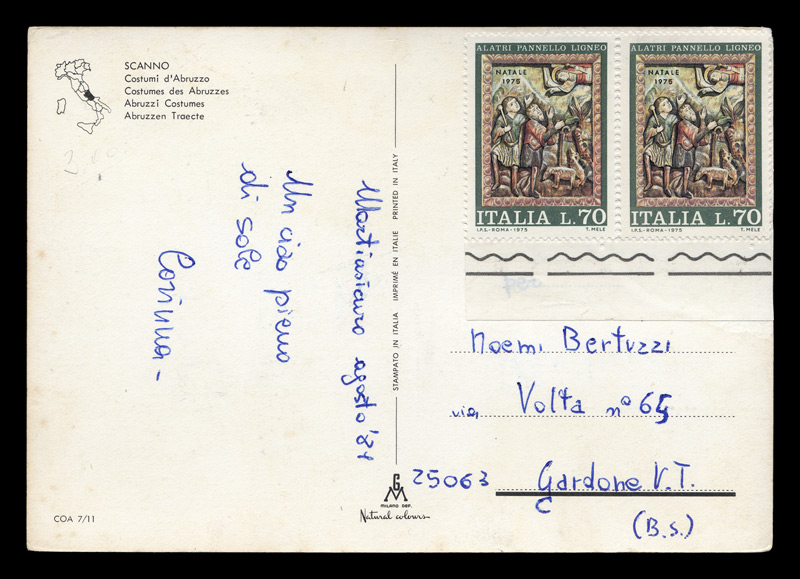 SCANNO
Costumi d'Abruzzo
Costumes des Abruzzes
Abruzzi Costumes
Abruzzen Traecte
ALATRI PANNELLO LIGNEO
NATALE
1975
ITALIA L.70
I.P.S.-ROMA-1975 T. MELE
ALATRI PANNELLO LIGNEO
NATALE
1975
ITALIA L.70
I.P.S.-ROMA-1975 T. MELE
Martinsicuro agosto '81
Un ciao pieno
di sole
Corinna-
STAMPATO IN ITALIA IMPRIMÉ EN ITALIE PRINTED IN ITALY
Noemi Bertuzzi
via, Volta n° 65
25063 Gardone V.T.
(B.S.)
GM
MILANO DEP.
Natural colours
COA 7/11